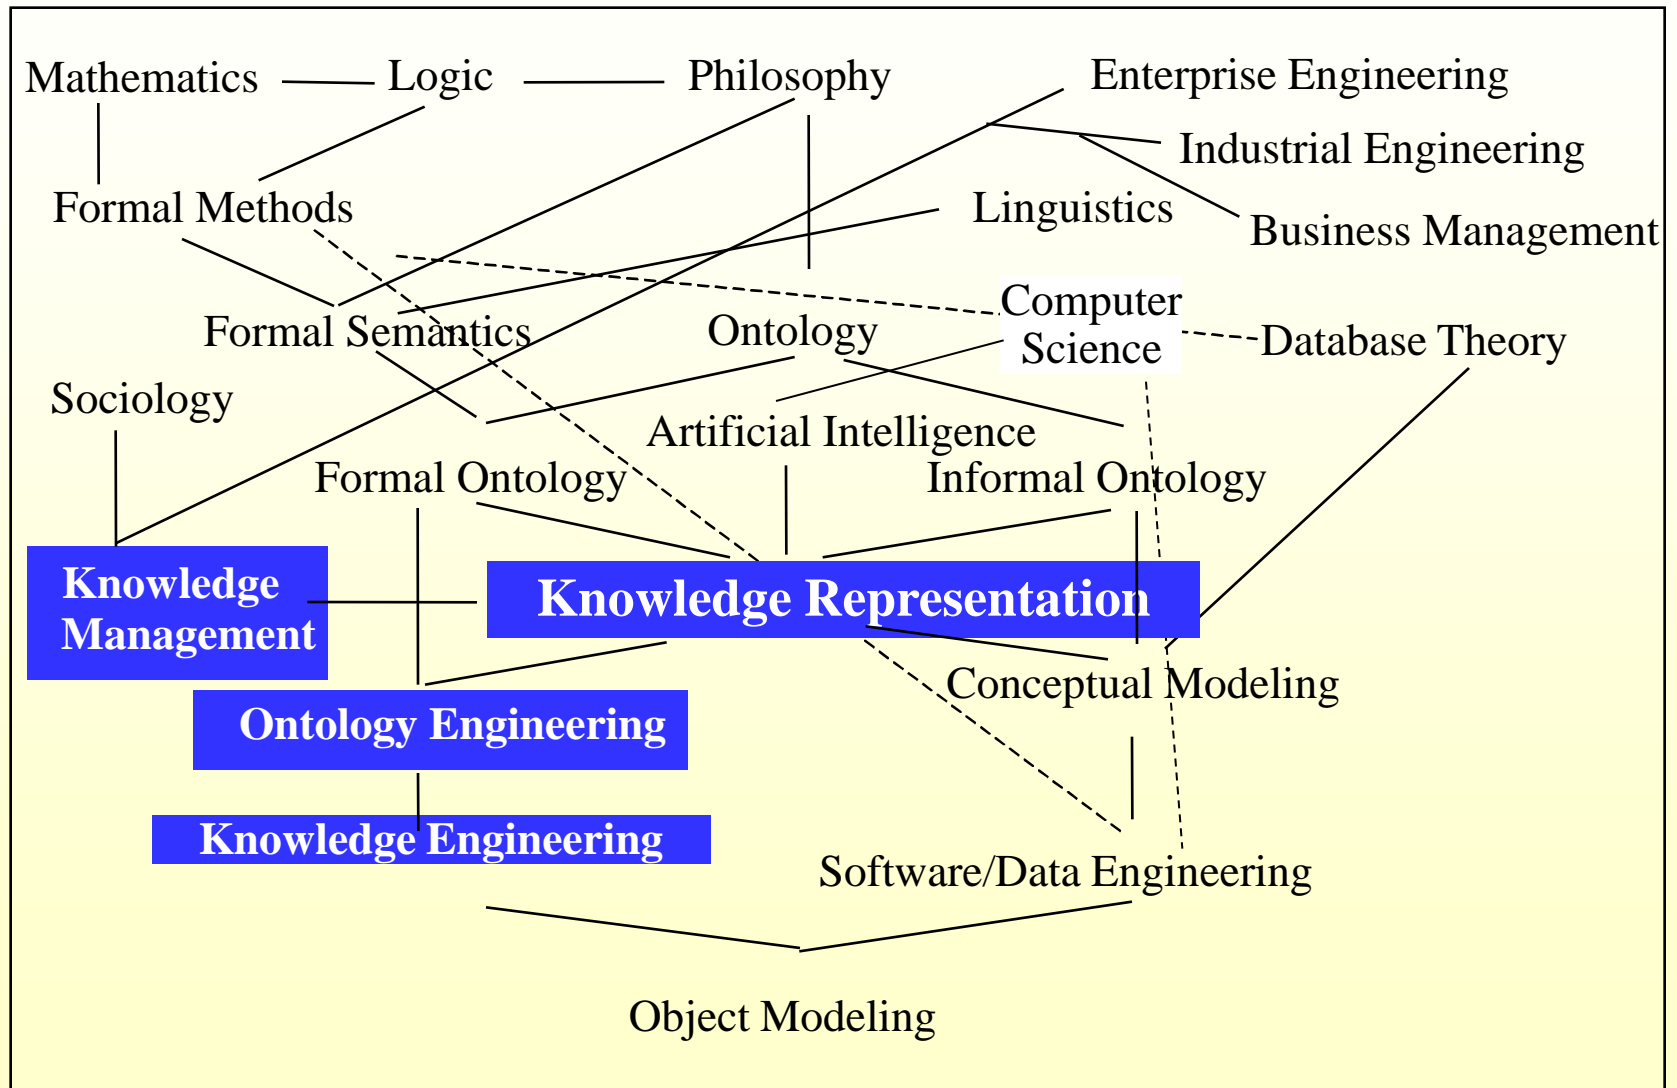 Mathematics
Logic
Philosophy
Enterprise Engineering
Industrial Engineering
Formal Methods
Linguistics
Business Management
Computer
Science
Formal Semantics
Ontology
Database Theory
Sociology
Artificial Intelligence
Formal Ontology
Informal Ontology
Knowledge
Management
Knowledge Representation
Conceptual Modeling
Ontology Engineering
Knowledge Engineering
Software/Data Engineering
Object Modeling